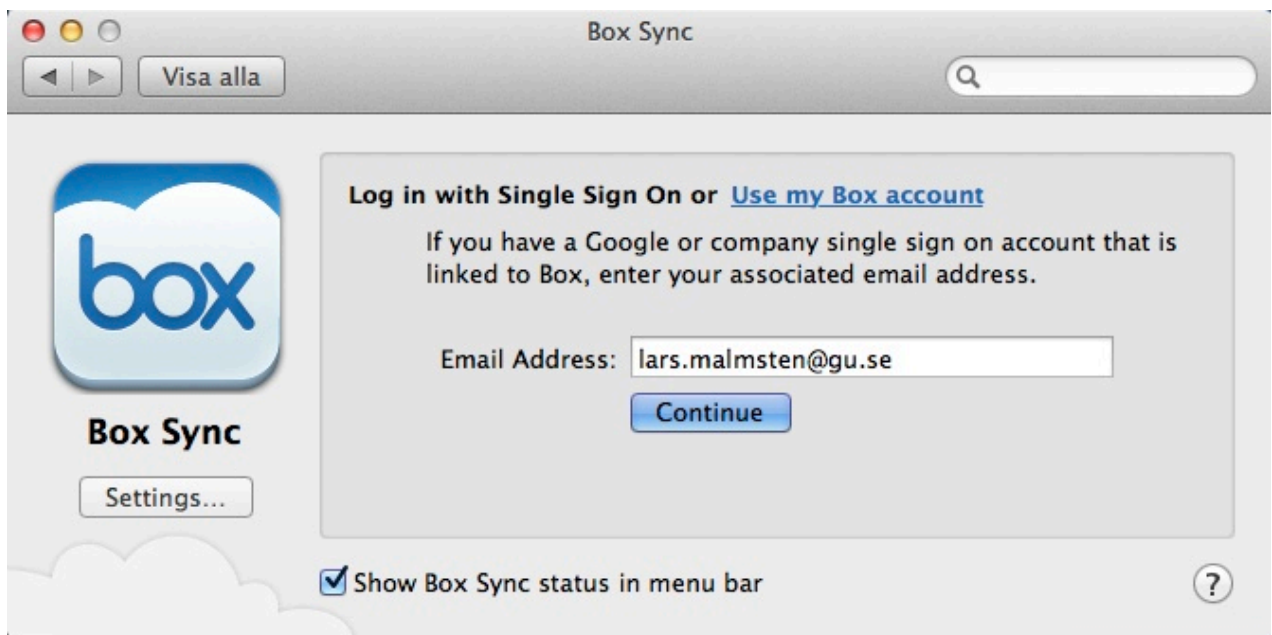 Box Sync
Visa alla
box
Log in with Single Sign On or Use my Box account
If you have a Google or company single sign on account that is
linked to Box, enter your associated email address.
Email Address: lars.malmsten@gu.se
Continue
Box Sync
Settings...
Show Box Sync status in menu bar
?